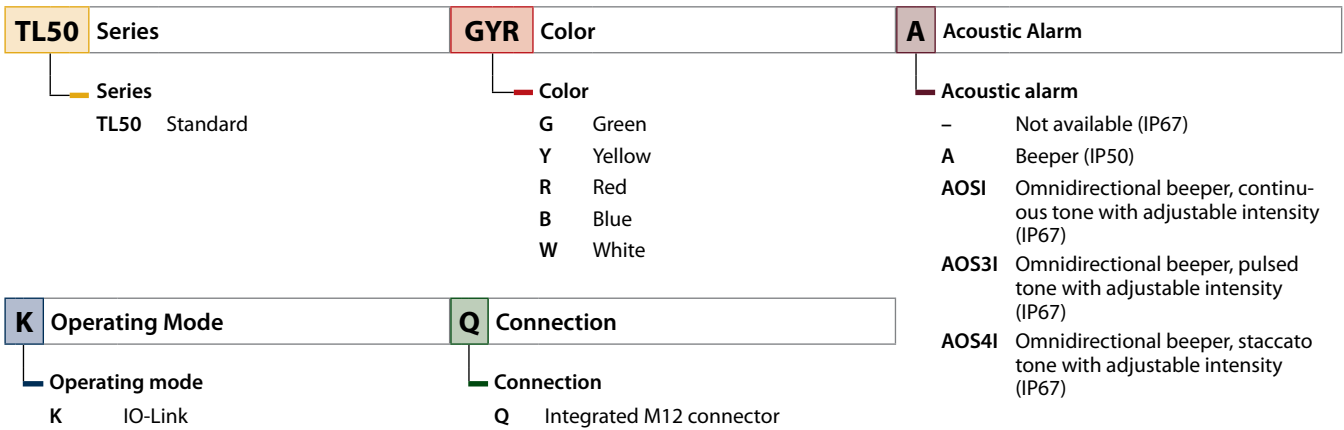 TL50 Series
Series
TL50 Standard
GYR Color
Color
G Green
Y Yellow
R Red
B Blue
W White
A Acoustic Alarm
Acoustic alarm
– Not available (IP67)
A Beeper (IP50)
AOSI Omnidirectional beeper, continu-
ous tone with adjustable intensity
(IP67)
AOS3I Omnidirectional beeper, pulsed
tone with adjustable intensity
(IP67)
AOS4I Omnidirectional beeper, staccato
tone with adjustable intensity
(IP67)
K Operating Mode
Operating mode
K IO-Link
Q Connection
Connection
Q Integrated M12 connector